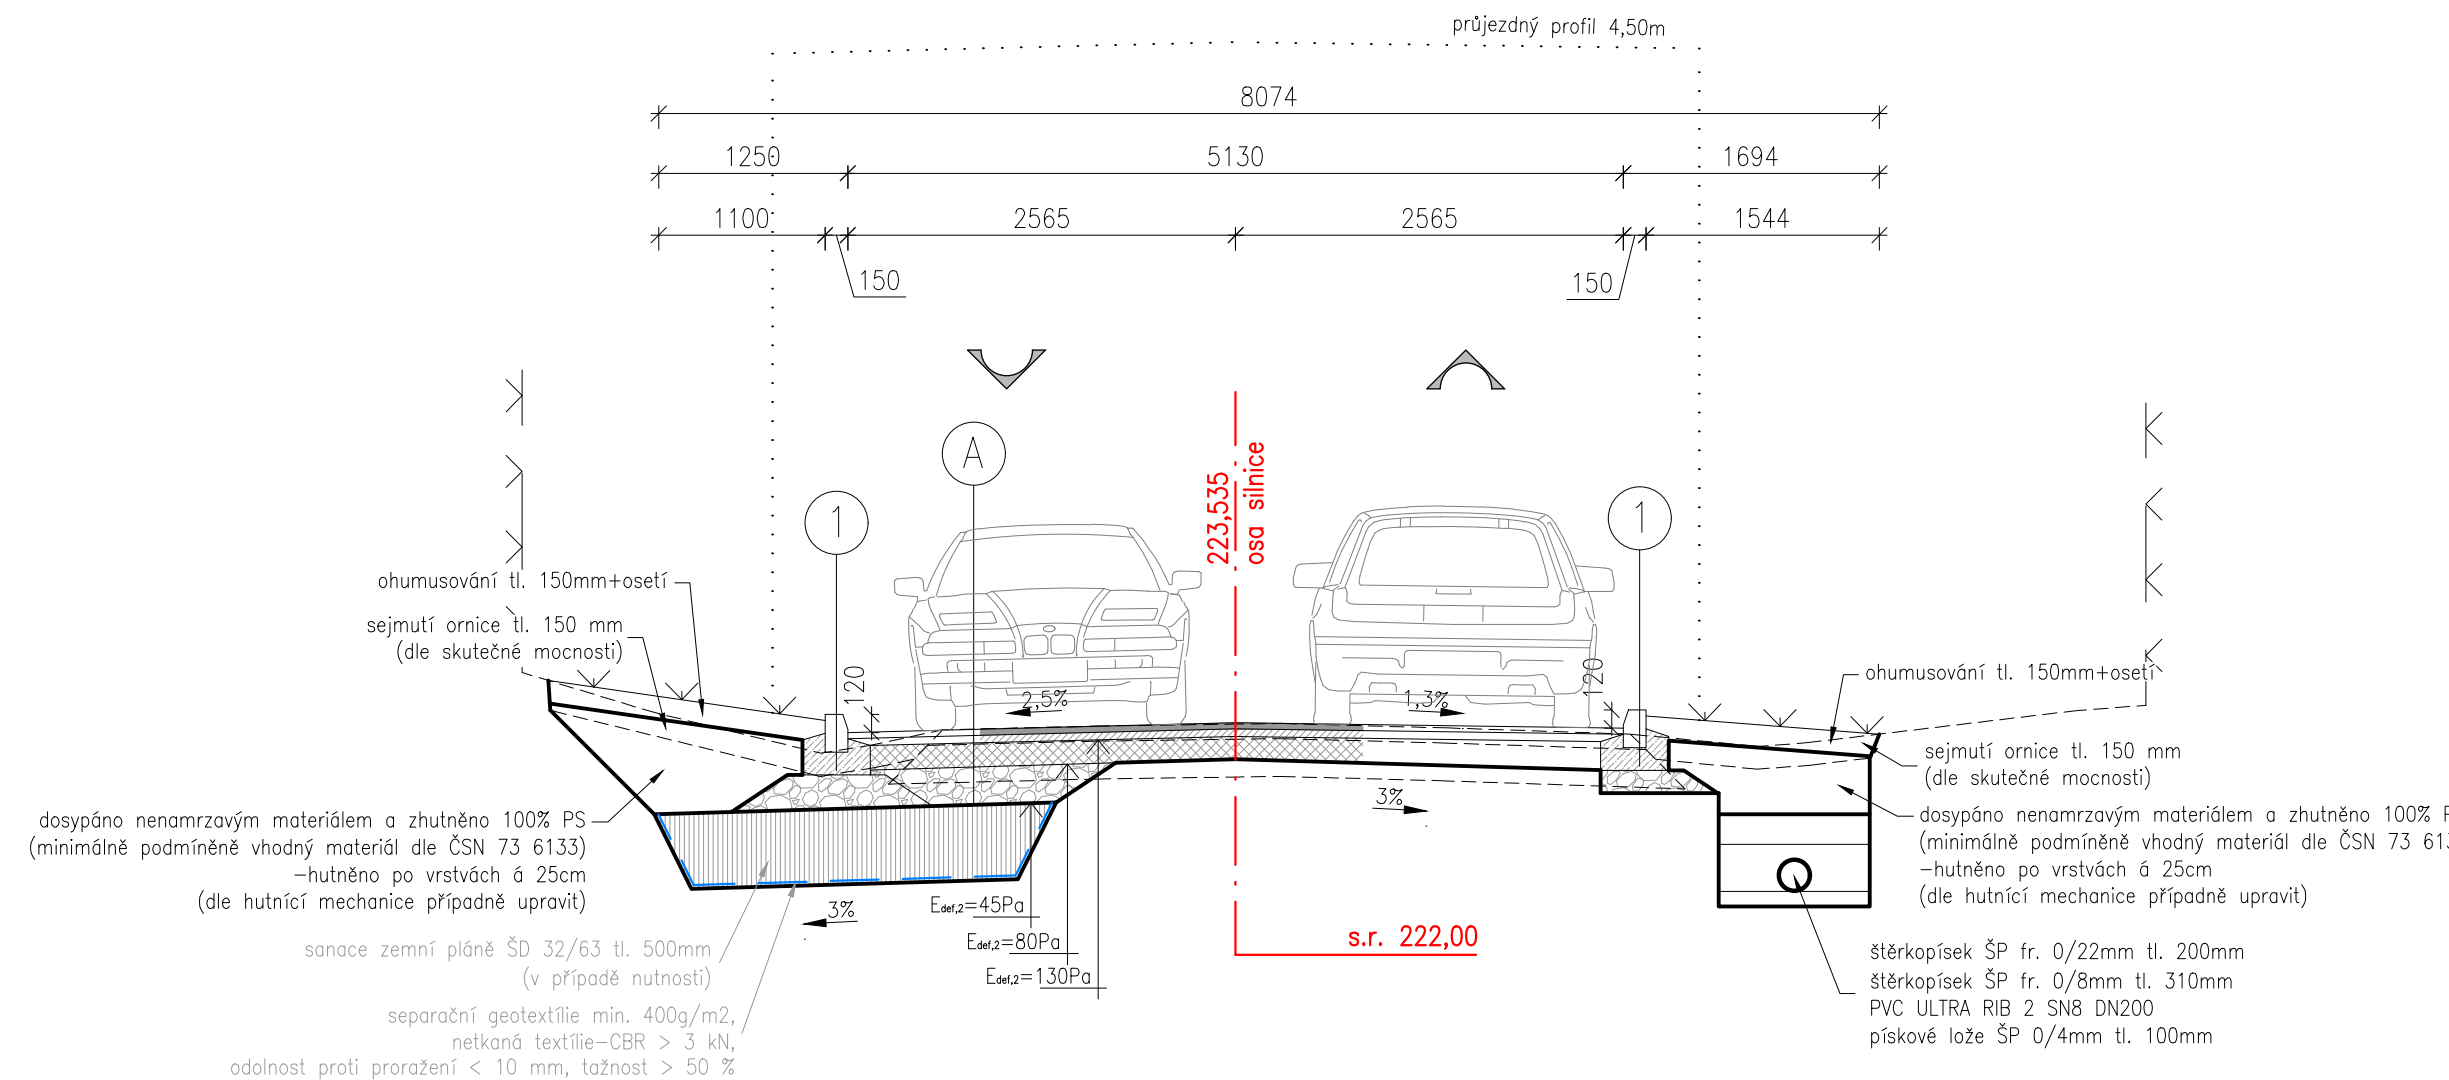 průjezdný profil 4,50m
8074
1250 5130 1694
1100 2565 2565 1544
150 150
A
1 1
223,535
osa silnice
ohumusování tl. 150mm+osetí
sejmutí ornice tl. 150 mm
(dle skutečné mocnosti)
120 120
2,5% 1,3%
ohumusování tl. 150mm+osetí
sejmutí ornice tl. 150 mm
(dle skutečné mocnosti)
3%
dosypáno nenamrzavým materiálem a zhutněno 100% PS
(minimálně podmíněně vhodný materiál dle ČSN 73 6133)
-hutněno po vrstvách á 25cm
(dle hutnící mechanice případně upravit)
dosypáno nenamrzavým materiálem a zhutněno 100%
(minimálně podmíněně vhodný materiál dle ČSN 73
-hutněno po vrstvách á 25cm
(dle hutnící mechanice případně upravit)
3%
Edef,2=45Pa
Edef,2=80Pa
Edef,2=130Pa
s.r. 222,00
sanace zemní pláně ŠD 32/63 tl. 500mm
(v případě nutnosti)
separační geotextílie min. 400g/m2,
netkaná textílie-CBR > 3 kN,
odolnost proti proražení < 10 mm, tažnost > 50 %
štěrkopísek ŠP fr. 0/22mm tl. 200mm
štěrkopísek ŠP fr. 0/8mm tl. 310mm
PVC ULTRA RIB 2 SN8 DN200
pískové lože ŠP 0/4mm tl. 100mm